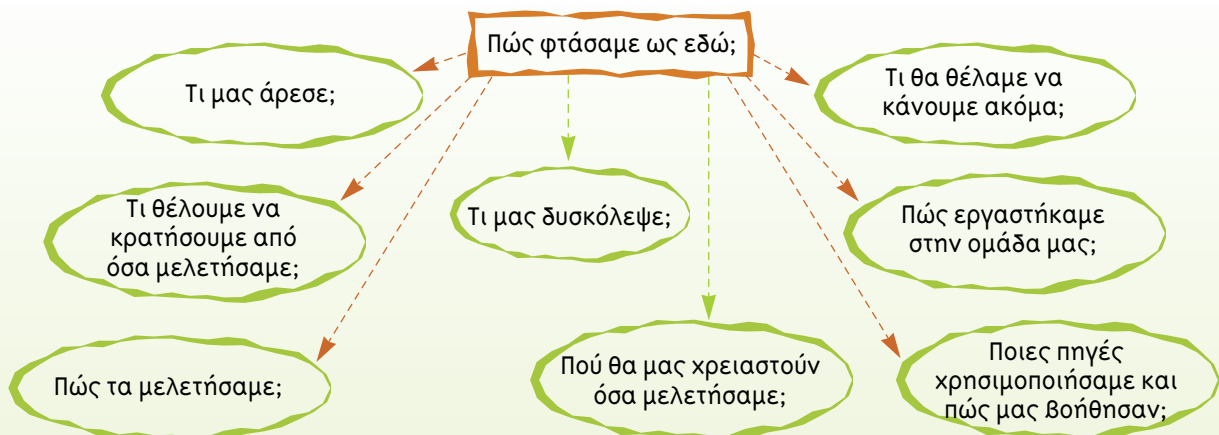 Πώς φτάσαμε ως εδώ;
Τι μας άρεσε;
Τι θα θέλαμε να
κάνουμε ακόμα;
Τι θέλουμε να
κρατήσουμε από
όσα μελετήσαμε;
Τι μας δυσκόλεψε;
Πώς εργαστήκαμε
στην ομάδα μας;
Πώς τα μελετήσαμε;
Πού θα μας χρειαστούν
όσα μελετήσαμε;
Ποιες πηγές
χρησιμοποιήσαμε και
πώς μας βοήθησαν;